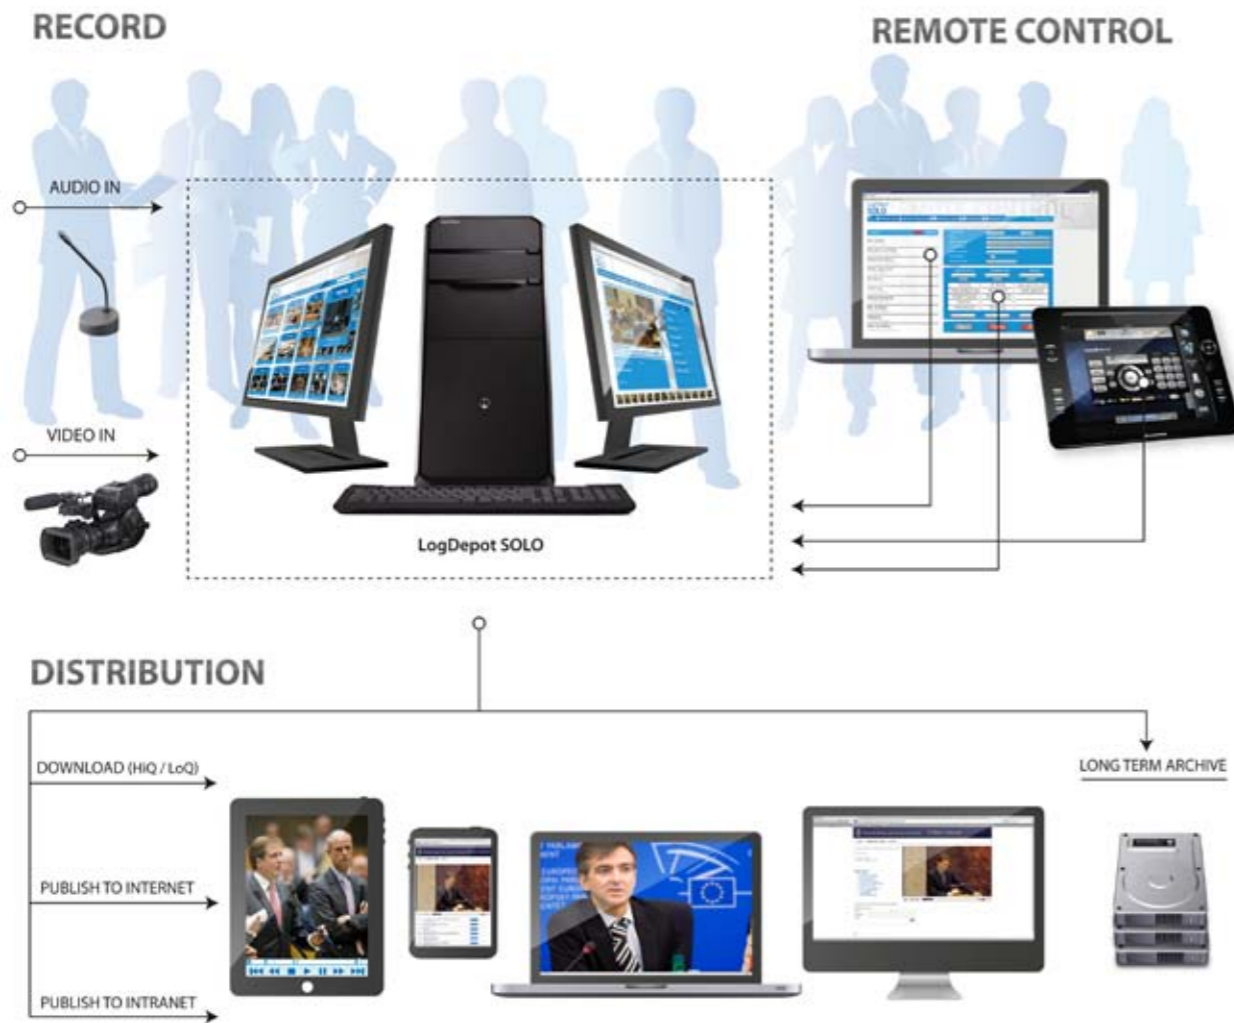 RECORD
REMOTE CONTROL
AUDIO IN
SOLO
VIDEO IN
LogDepot SOLO
DISTRIBUTION
DOWNLOAD (HiQ / LoQ)
LONG TERM ARCHIVE
PUBLISH TO INTERNET
PUBLISH TO INTRANET